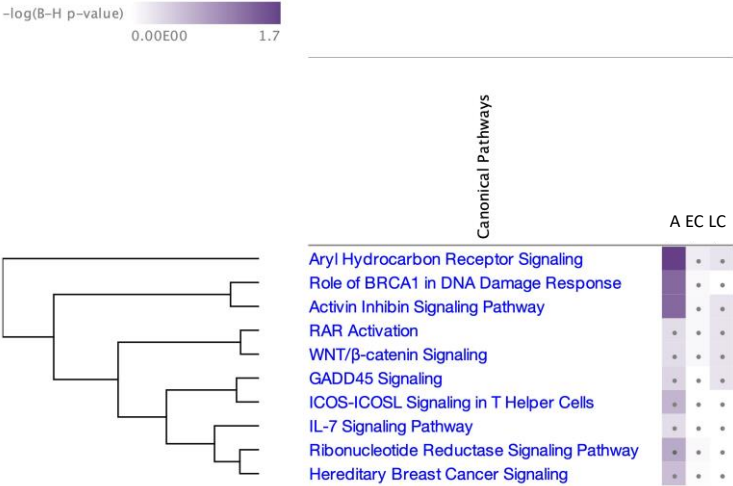 -log(B-H p-value)
0.00E00 1.7
Canonical Pathways
A EC LC
Aryl Hydrocarbon Receptor Signaling
Role of BRCA1 in DNA Damage Response
Activin Inhibin Signaling Pathway
RAR Activation
WNT/β-catenin Signaling
GADD45 Signaling
ICOS-ICOSL Signaling in T Helper Cells
IL-7 Signaling Pathway
Ribonucleotide Reductase Signaling Pathway
Hereditary Breast Cancer Signaling